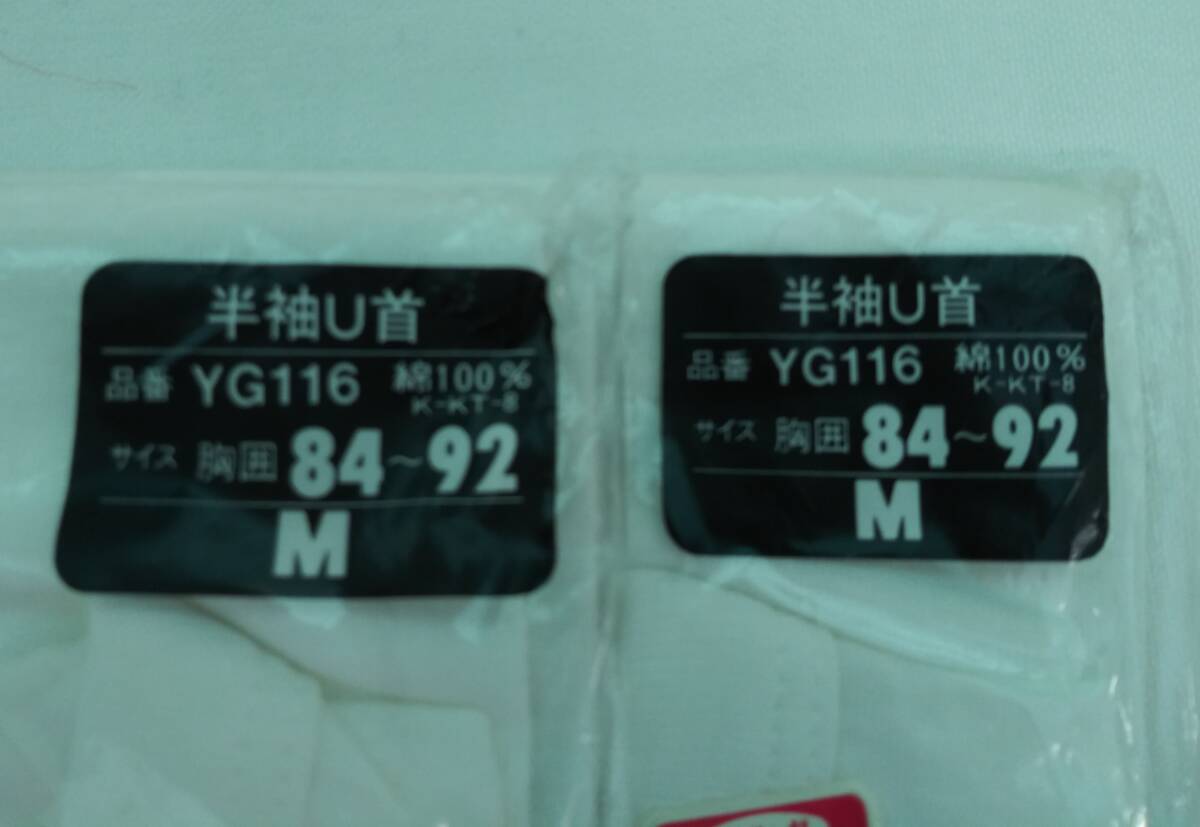 半袖U首
品番 YG116 綿100%
K-KT-8
サイズ 胸囲 84~92
M
半袖U首
品番 YG116 綿100%
K-KT-8
サイズ 胸囲 84~92
M